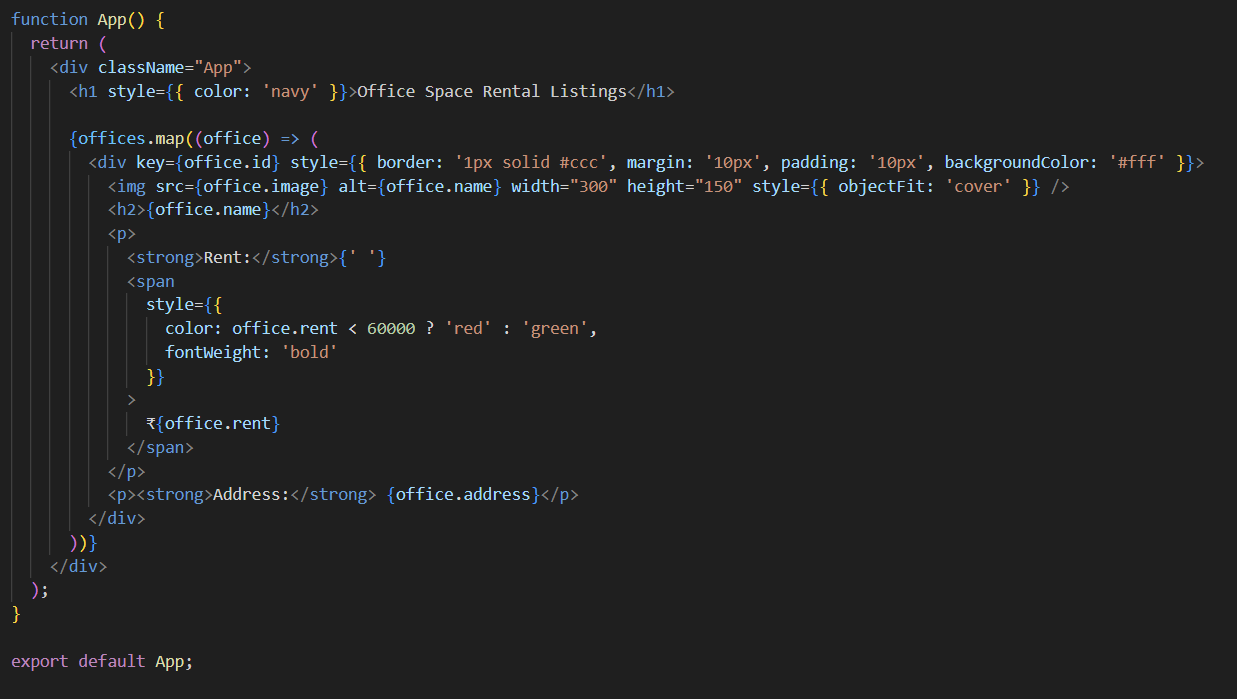 function App() {
  return (
    <div className="App">
      <h1 style={{ color: 'navy' }}>Office Space Rental Listings</h1>

      {offices.map((office) => (
        <div key={office.id} style={{ border: '1px solid #ccc', margin: '10px', padding: '10px', backgroundColor: '#fff' }}>
          <img src={office.image} alt={office.name} width="300" height="150" style={{ objectFit: 'cover' }} />
          <h2>{office.name}</h2>
          <p>
            <strong>Rent:</strong>{' '}
            <span
              style={{
                color: office.rent < 60000 ? 'red' : 'green',
                fontWeight: 'bold'
              }}
            >
              ₹{office.rent}
            </span>
          </p>
          <p><strong>Address:</strong> {office.address}</p>
        </div>
      ))}
    </div>
  );
}

export default App;